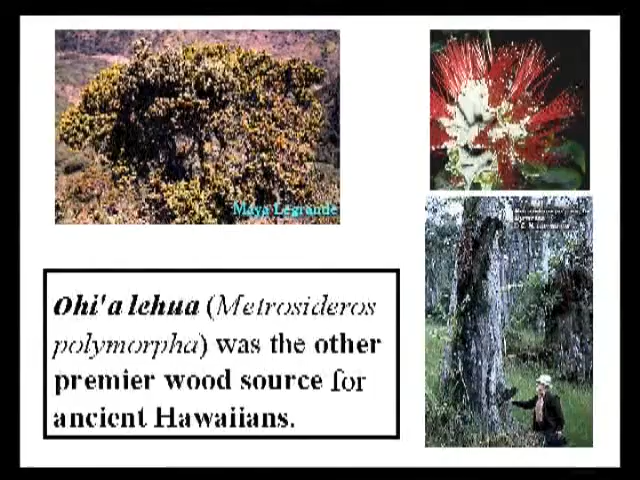 Maya Legrande
Ohi'a lehua (Metrosideros
polymorpha) was the other
premier wood source for
ancient Hawaiians.